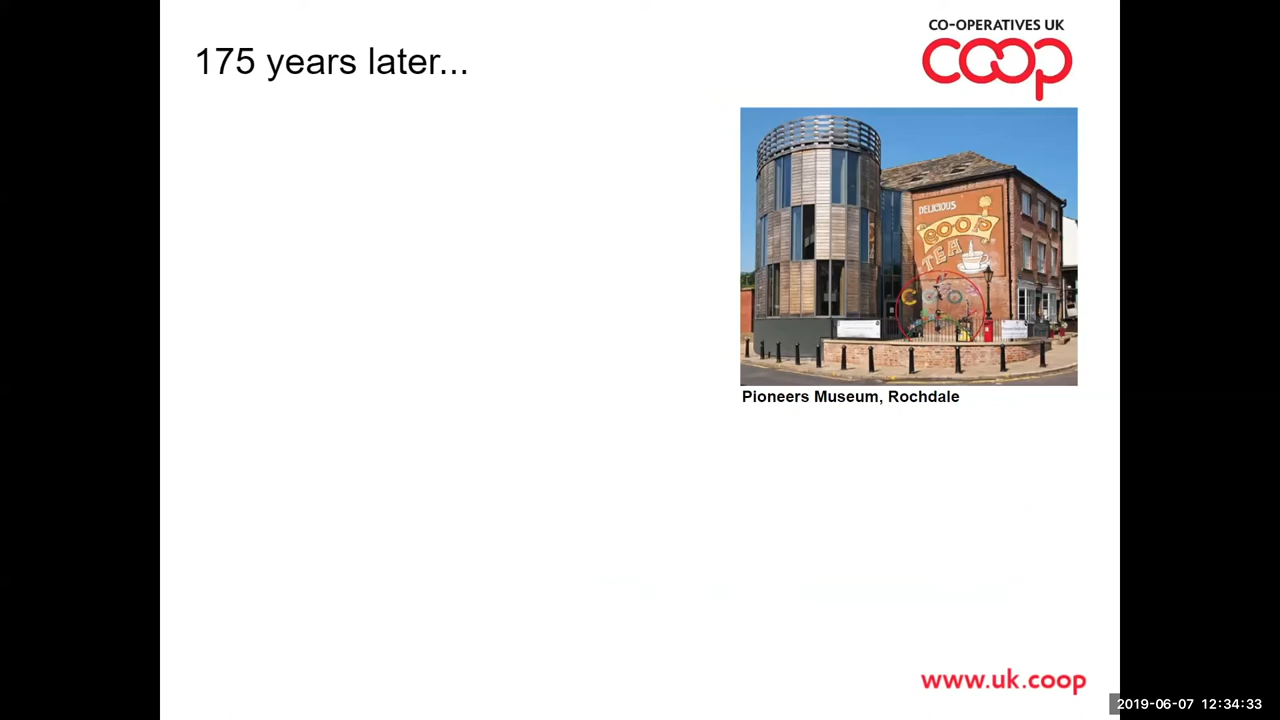 175 years later...
CO-OPERATIVES UK
coop
DELICIOUS
COOP
TEA
Pioneers Museum, Rochdale
www.uk.coop
2019-06-07 12:34:33